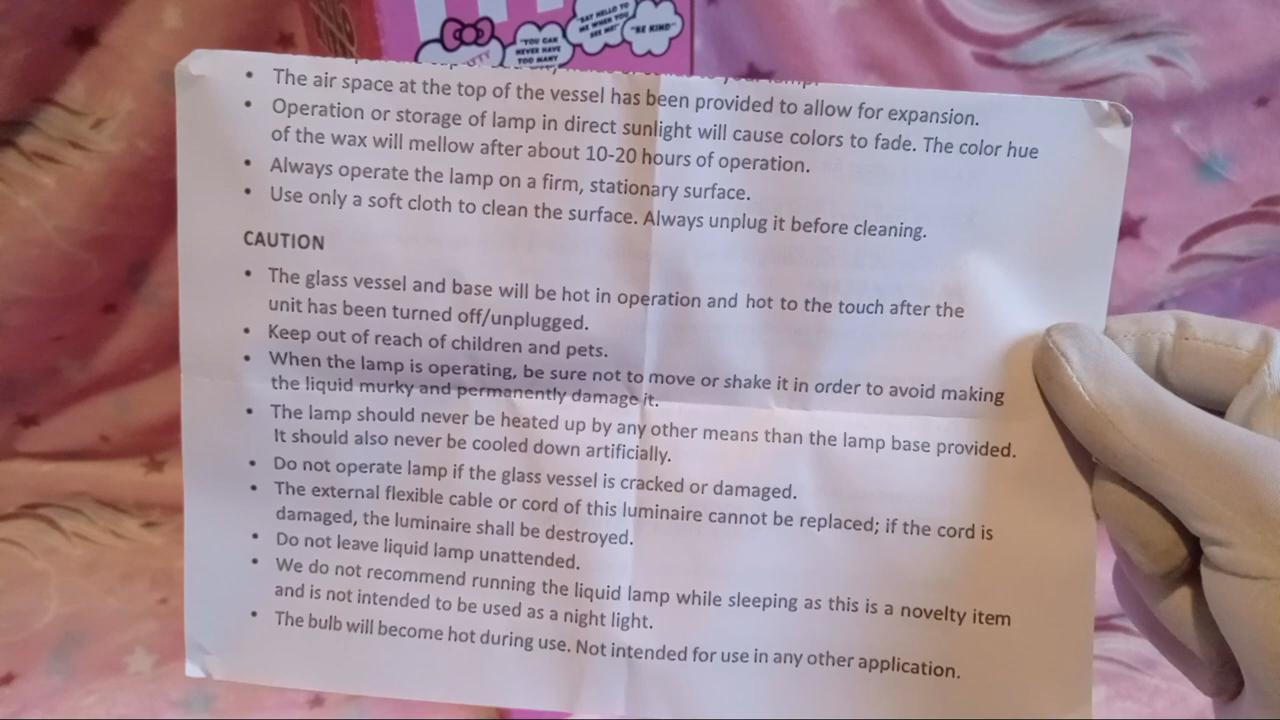 "YOU CAN
NEVER HAVE
TOO MANY
"SAY HELLO TO
ME WHEN YOU
SEE ME!"
"BE KIND"
TTY
lamp.
• The air space at the top of the vessel has been provided to allow for expansion.
• Operation or storage of lamp in direct sunlight will cause colors to fade. The color hue
of the wax will mellow after about 10-20 hours of operation.
• Always operate the lamp on a firm, stationary surface.
• Use only a soft cloth to clean the surface. Always unplug it before cleaning.
CAUTION
• The glass vessel and base will be hot in operation and hot to the touch after the
unit has been turned off/unplugged.
• Keep out of reach of children and pets.
• When the lamp is operating, be sure not to move or shake it in order to avoid making
the liquid murky and permanently damage it.
• The lamp should never be heated up by any other means than the lamp base provided.
It should also never be cooled down artificially.
• Do not operate lamp if the glass vessel is cracked or damaged.
• The external flexible cable or cord of this luminaire cannot be replaced; if the cord is
damaged, the luminaire shall be destroyed.
• Do not leave liquid lamp unattended.
• We do not recommend running the liquid lamp while sleeping as this is a novelty item
and is not intended to be used as a night light.
• The bulb will become hot during use. Not intended for use in any other application.